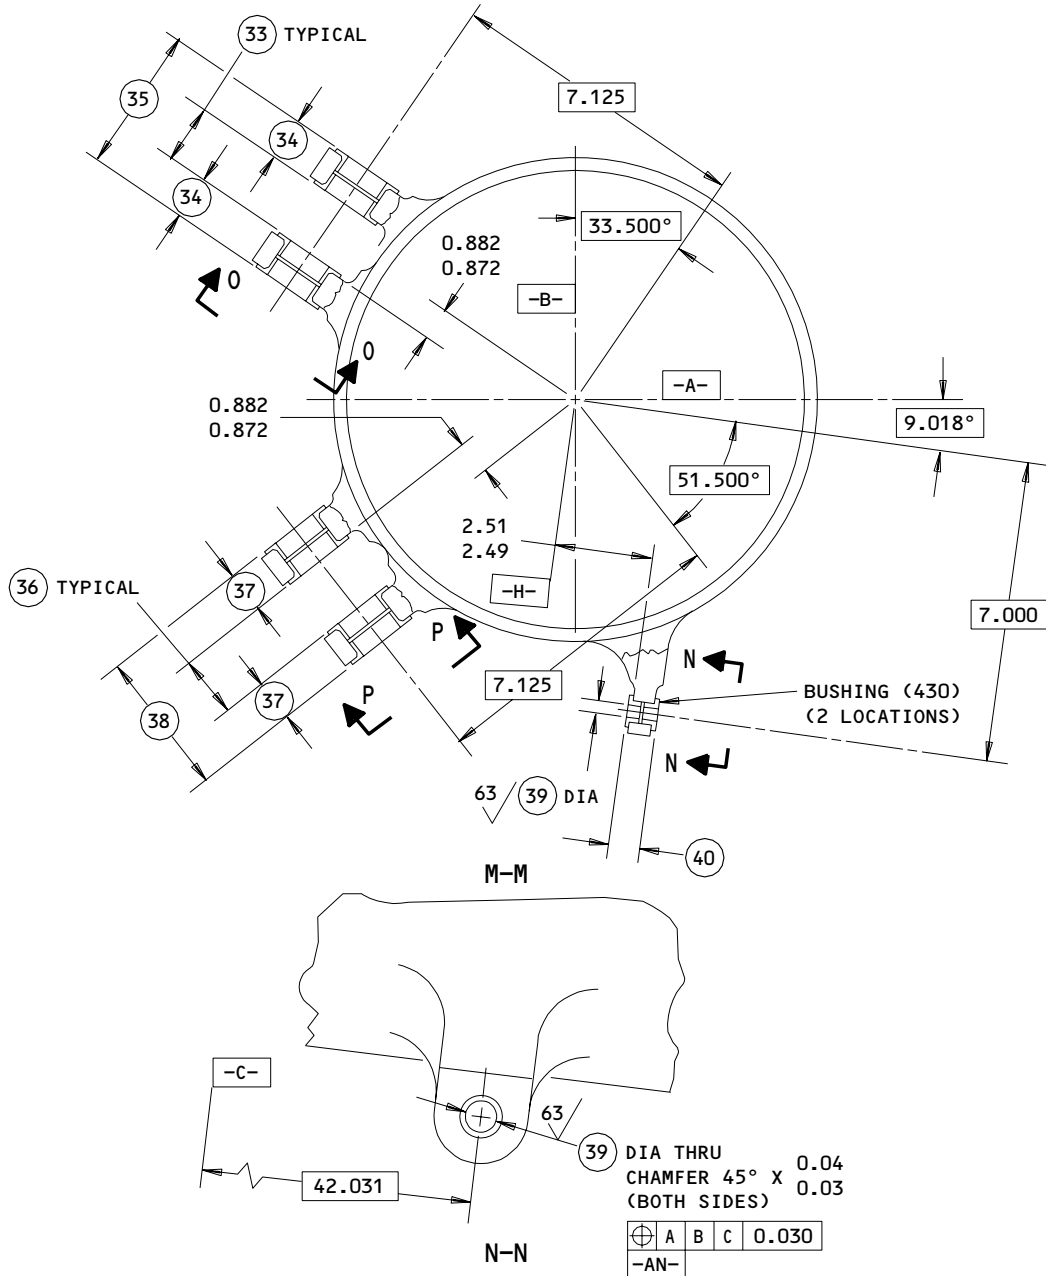 33 TYPICAL
35
7.125
34
34
33.500°
0.882
0.872
-B-
O
O
-A-
0.882
0.872
9.018°
51.500°
2.51
2.49
36 TYPICAL
37
-H-
7.000
P
N
7.125
37
P
38
BUSHING (430)
(2 LOCATIONS)
N
63 39 DIA
40
M-M
-C-
63
39 DIA THRU
CHAMFER 45° X 0.04
0.03
(BOTH SIDES)
42.031
⌖ A B C 0.030
-AN-
N-N